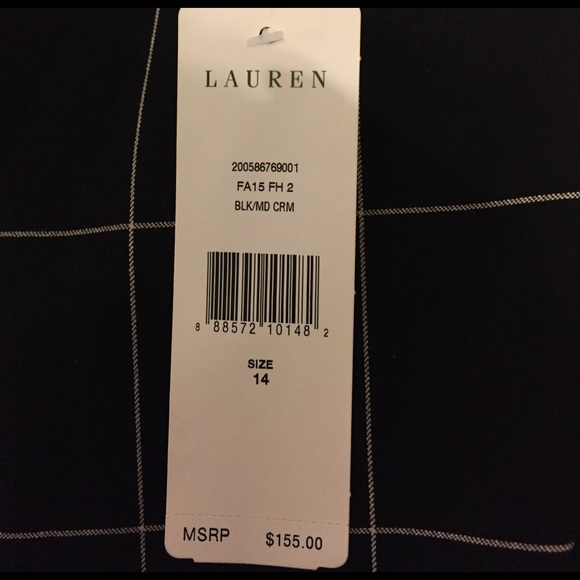 LAUREN
200586769001
FA15 FH 2
BLK/MD CRM
8 88572 10148 2
SIZE
14
MSRP $155.00